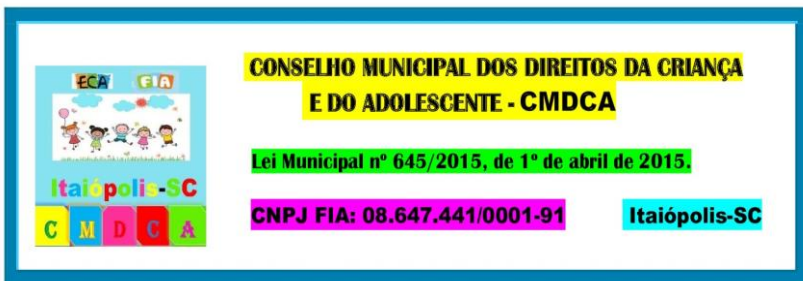 ECA FIA
Itaiópolis-SC
C M D C A
CONSELHO MUNICIPAL DOS DIREITOS DA CRIANÇA
E DO ADOLESCENTE - CMDCA
Lei Municipal nº 645/2015, de 1º de abril de 2015.
CNPJ FIA: 08.647.441/0001-91 Itaiópolis-SC